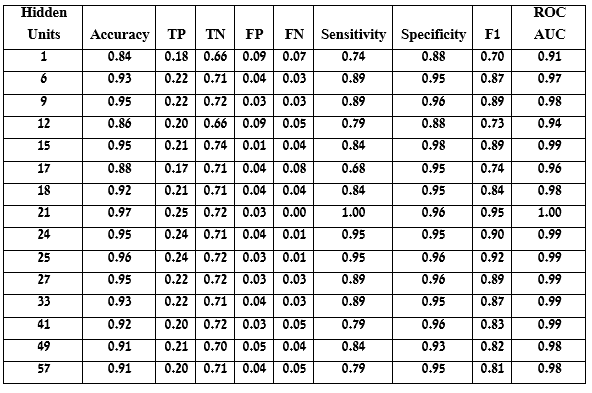 Hidden Units Accuracy TP TN FP FN Sensitivity Specificity F1 ROC AUC
1 0.84 0.18 0.66 0.09 0.07 0.74 0.88 0.70 0.91
6 0.93 0.22 0.71 0.04 0.03 0.89 0.95 0.87 0.97
9 0.95 0.22 0.72 0.03 0.03 0.89 0.96 0.89 0.98
12 0.86 0.20 0.66 0.09 0.05 0.79 0.88 0.73 0.94
15 0.95 0.21 0.74 0.01 0.04 0.84 0.98 0.89 0.99
17 0.88 0.17 0.71 0.04 0.08 0.68 0.95 0.74 0.96
18 0.92 0.21 0.71 0.04 0.04 0.84 0.95 0.84 0.98
21 0.97 0.25 0.72 0.03 0.00 1.00 0.96 0.95 1.00
24 0.95 0.24 0.71 0.04 0.01 0.95 0.95 0.90 0.99
25 0.96 0.24 0.72 0.03 0.01 0.95 0.96 0.92 0.99
27 0.95 0.22 0.72 0.03 0.03 0.89 0.96 0.89 0.99
33 0.93 0.22 0.71 0.04 0.03 0.89 0.95 0.87 0.99
41 0.92 0.20 0.72 0.03 0.05 0.79 0.96 0.83 0.99
49 0.91 0.21 0.70 0.05 0.04 0.84 0.93 0.82 0.98
57 0.91 0.20 0.71 0.04 0.05 0.79 0.95 0.81 0.98